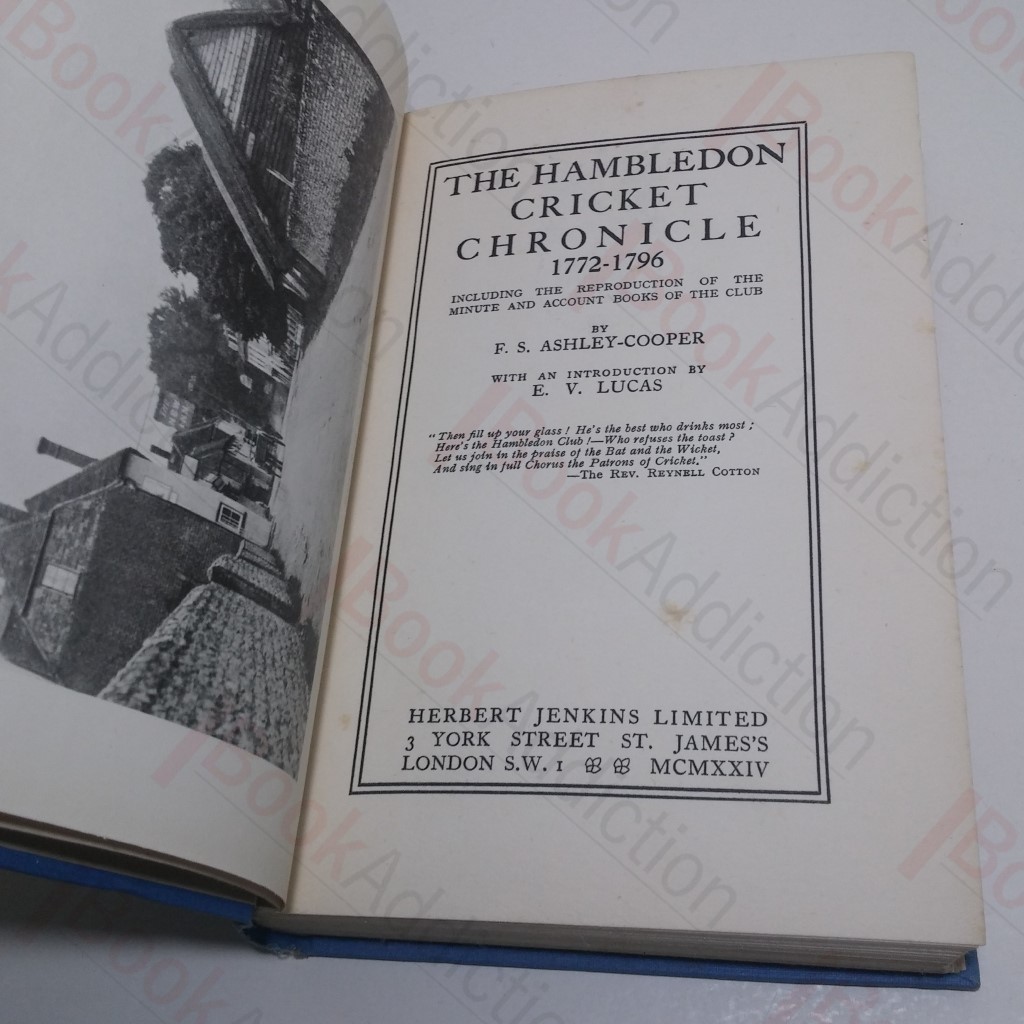 THE HAMBLEDON
CRICKET
CHRONICLE
1772-1796
INCLUDING THE REPRODUCTION OF THE
MINUTE AND ACCOUNT BOOKS OF THE CLUB
BY
F. S. ASHLEY-COOPER
WITH AN INTRODUCTION BY
E. V. LUCAS
"Then fill up your glass! He's the best who drinks most;
Here's the Hambledon Club!—Who refuses the toast?
Let us join in the praise of the Bat and the Wicket,
And sing in full Chorus the Patrons of Cricket."
—The Rev. Reynell Cotton
HERBERT JENKINS LIMITED
3 YORK STREET ST. JAMES'S
LONDON S.W. 1 MCMXXIV
BookAddiction